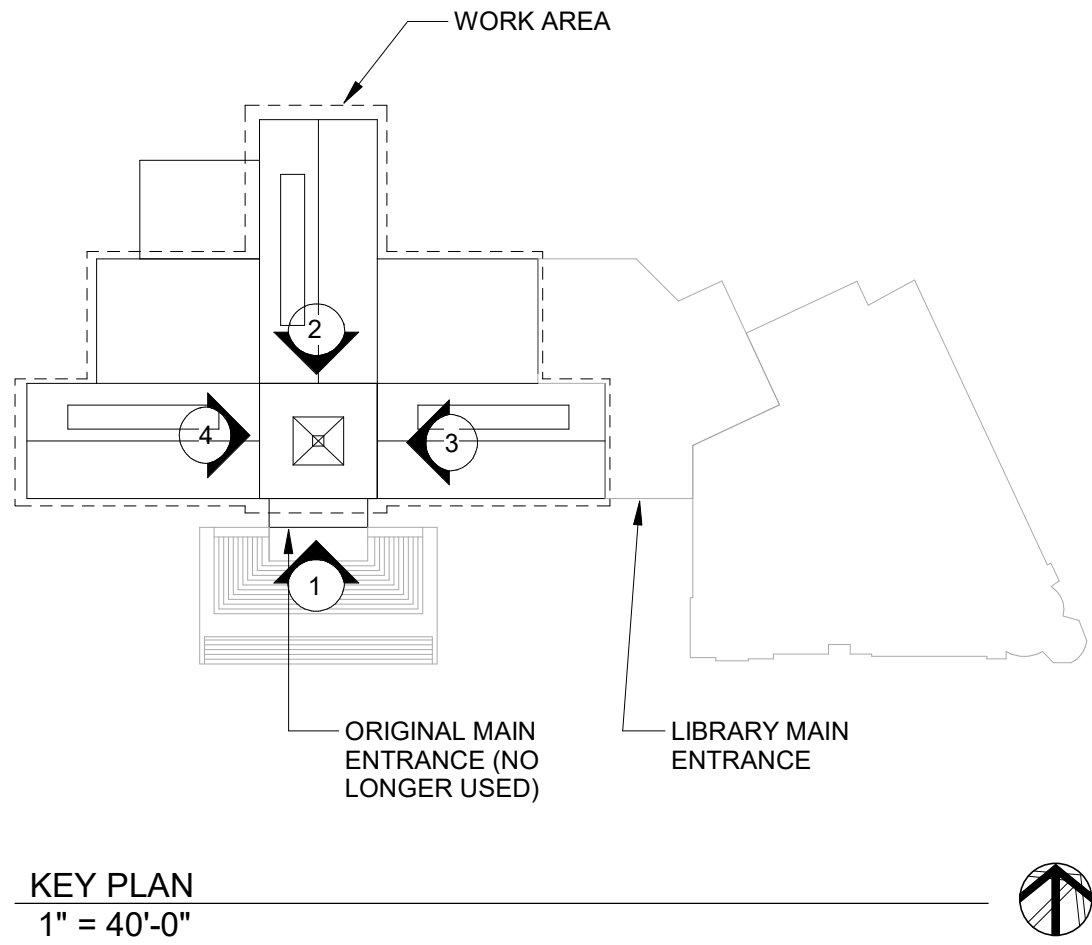 WORK AREA
2
4
3
1
ORIGINAL MAIN
ENTRANCE (NO
LONGER USED)
LIBRARY MAIN
ENTRANCE
KEY PLAN
1" = 40'-0"